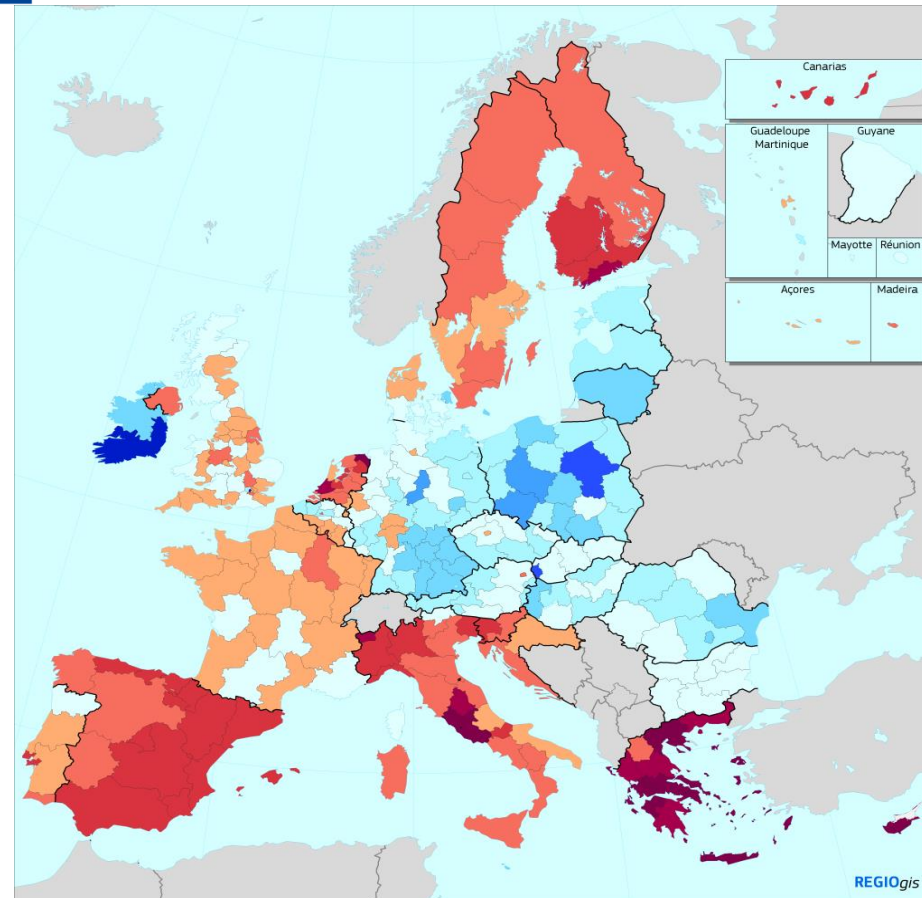 Canarias
Guadeloupe
Martinique
Guyane
Mayotte
Réunion
Açores
Madeira
REGIOgis